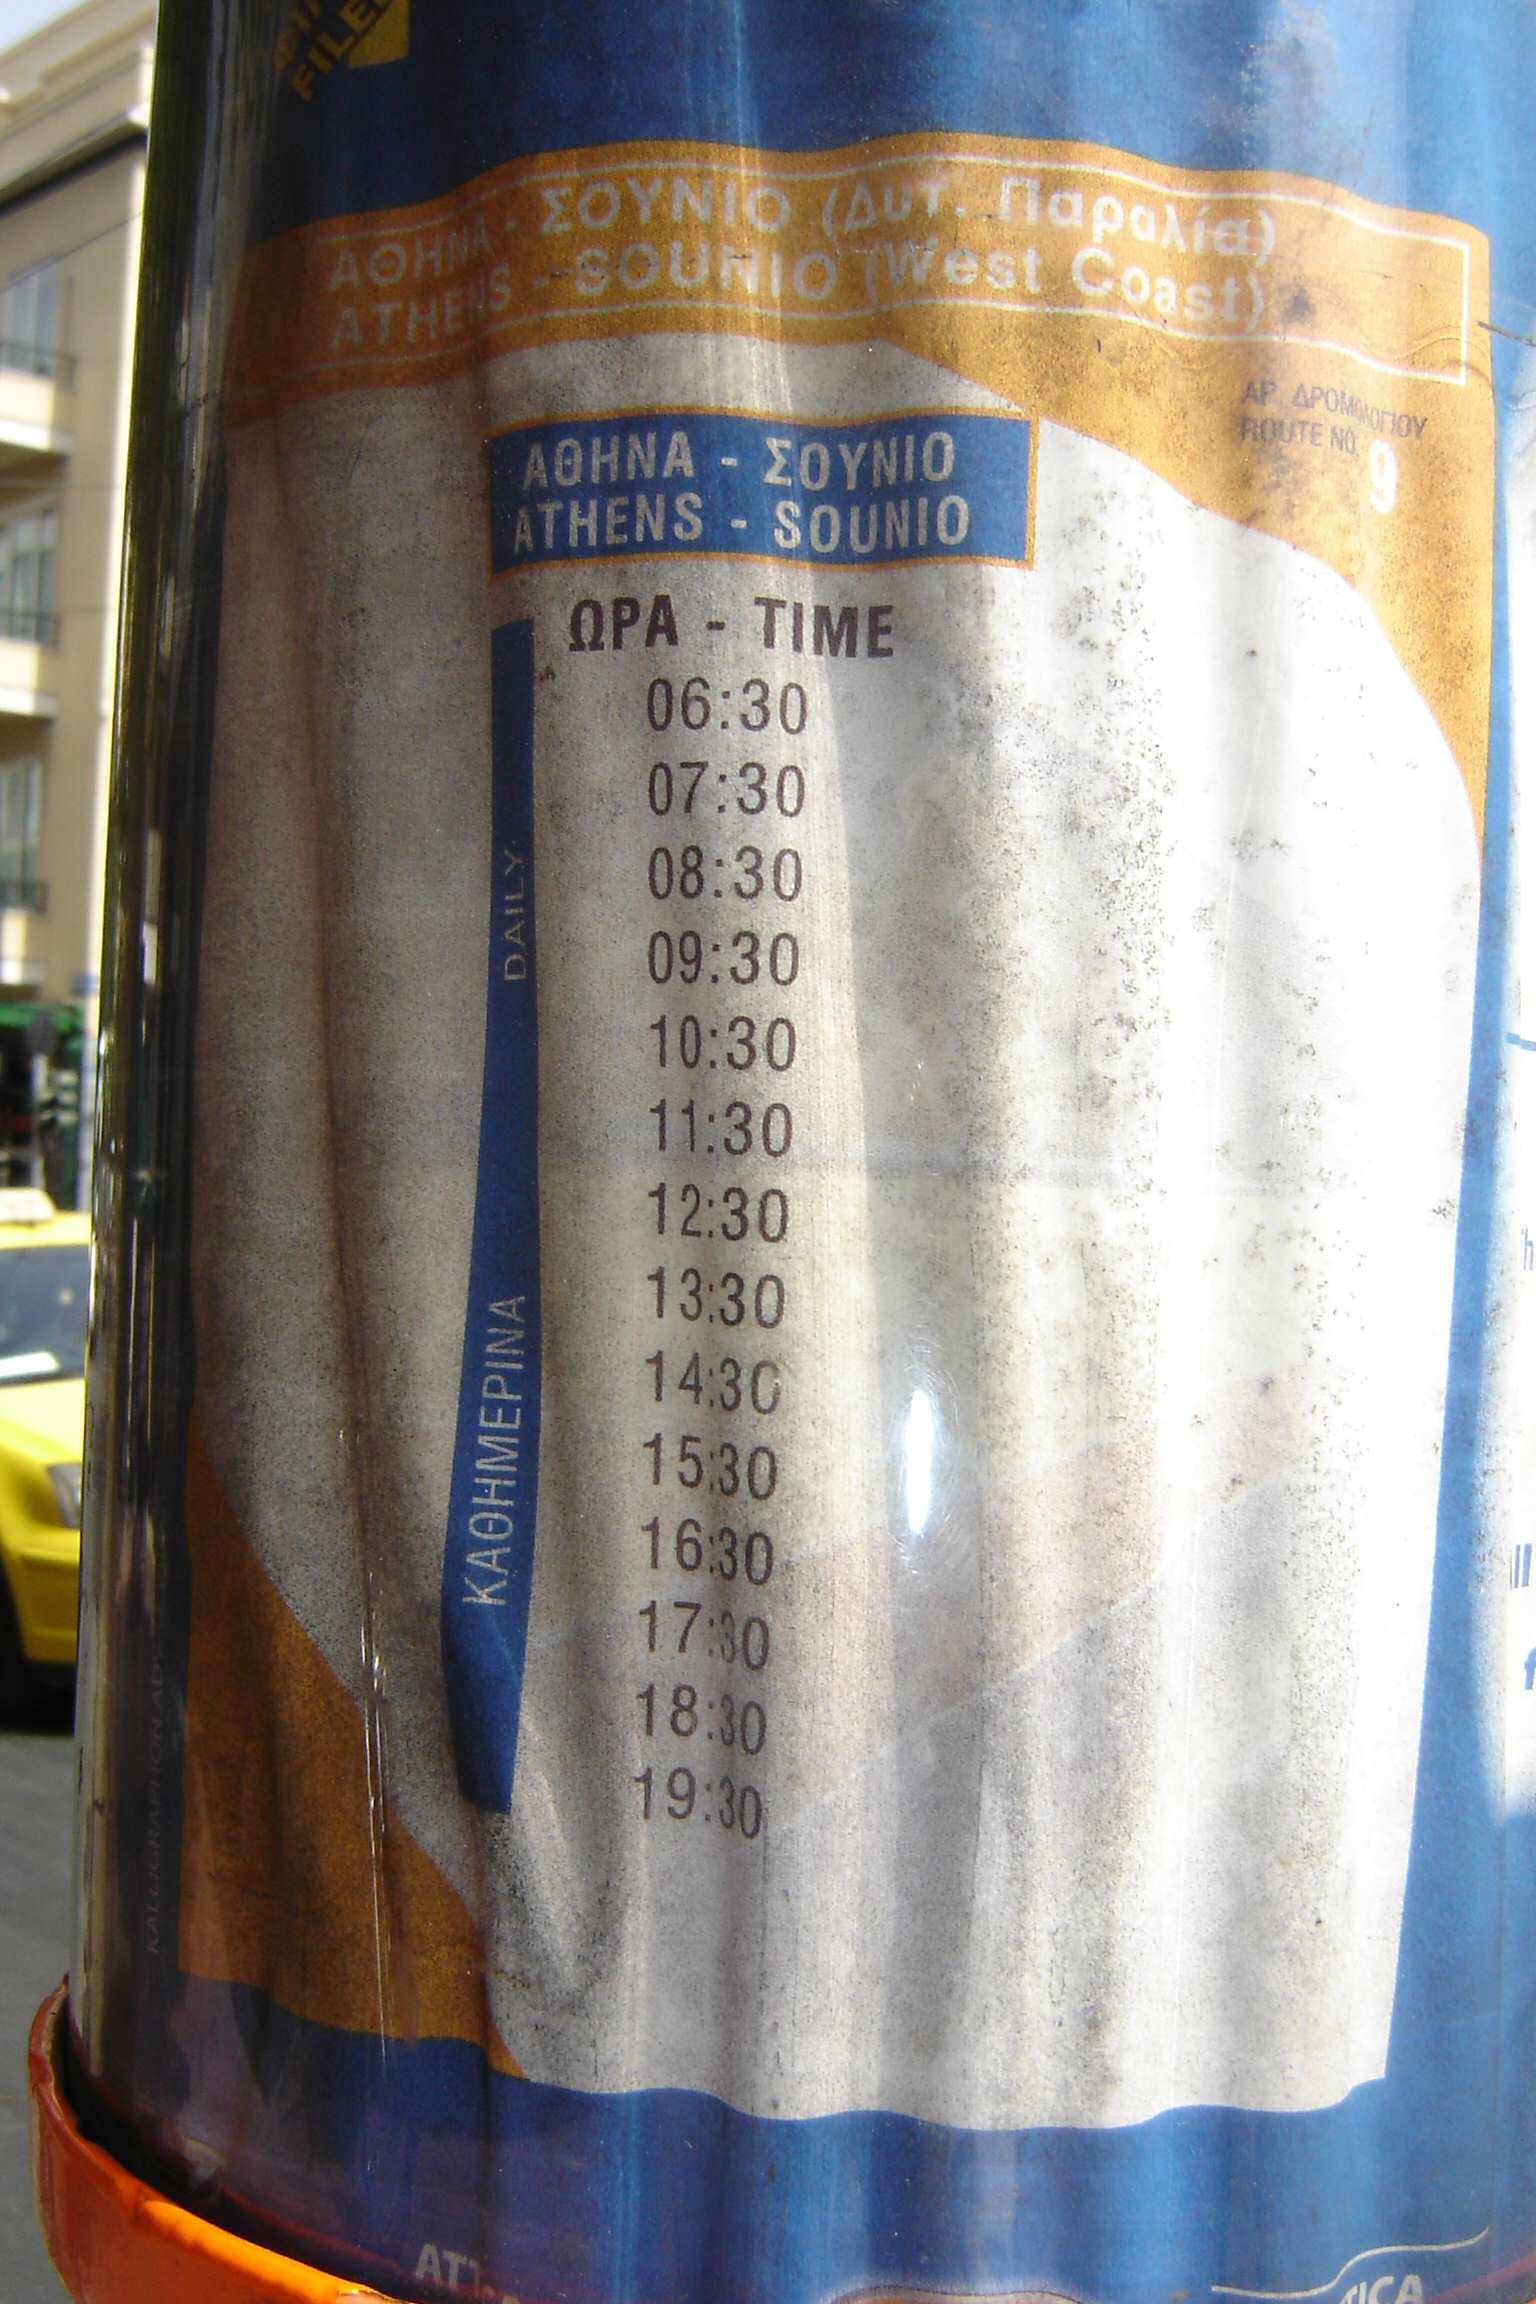 FILE
ΑΘΗΝΑ - ΣΟΥΝΙΟ (Δυτ. Παραλία)
ATHENS - SOUNIO (West Coast)
ΑΡ. ΔΡΟΜΟΛΟΓΙΟΥ
ROUTE NO. 9
ΑΘΗΝΑ - ΣΟΥΝΙΟ
ATHENS - SOUNIO
ΩΡΑ - TIME
06:30
07:30
08:30
09:30
10:30
11:30
12:30
13:30
14:30
15:30
16:30
17:30
18:30
19:30
ΚΑΘΗΜΕΡΙΝΑ DAILY